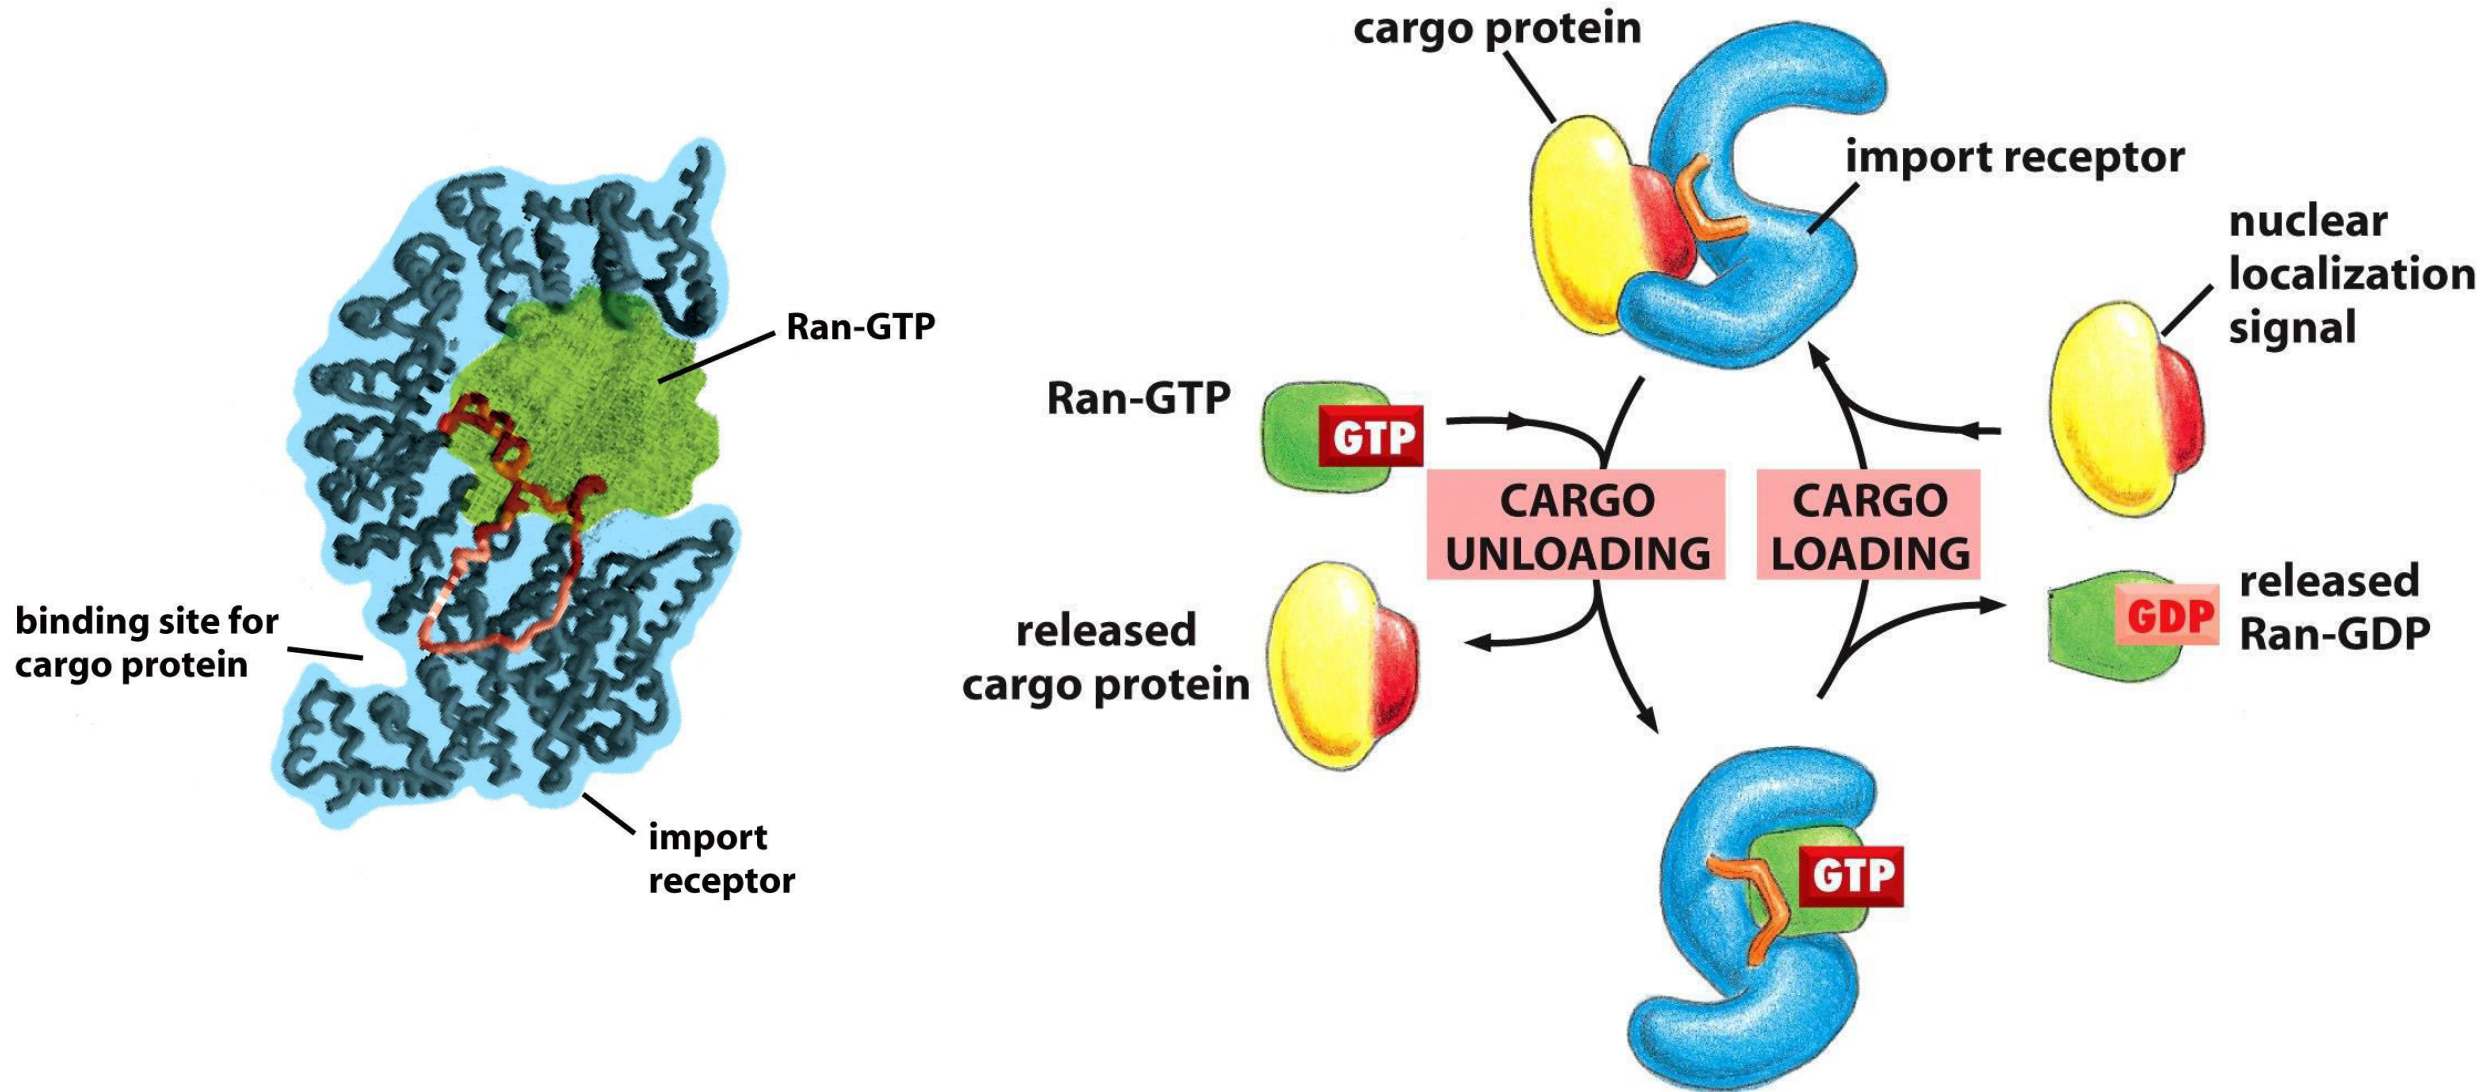 Ran-GTP
binding site for
cargo protein
import
receptor
cargo protein
import receptor
nuclear
localization
signal
Ran-GTP
GTP
CARGO
UNLOADING
CARGO
LOADING
released
cargo protein
GDP
released
Ran-GDP
GTP